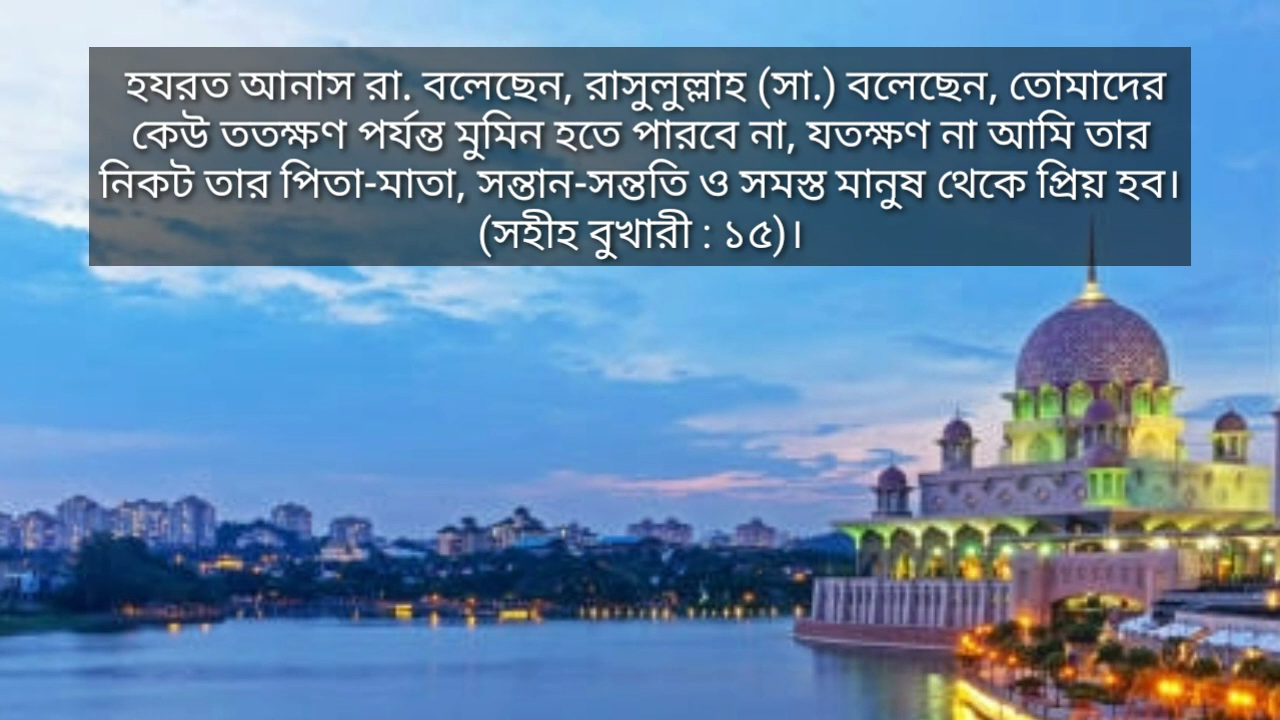 হযরত আনাস রা. বলেছেন, রাসুলুল্লাহ (সা.) বলেছেন, তোমাদের
কেউ ততক্ষণ পর্যন্ত মুমিন হতে পারবে না, যতক্ষণ না আমি তার
নিকট তার পিতা-মাতা, সন্তান-সন্ততি ও সমস্ত মানুষ থেকে প্রিয় হব।
(সহীহ বুখারী : ১৫)।